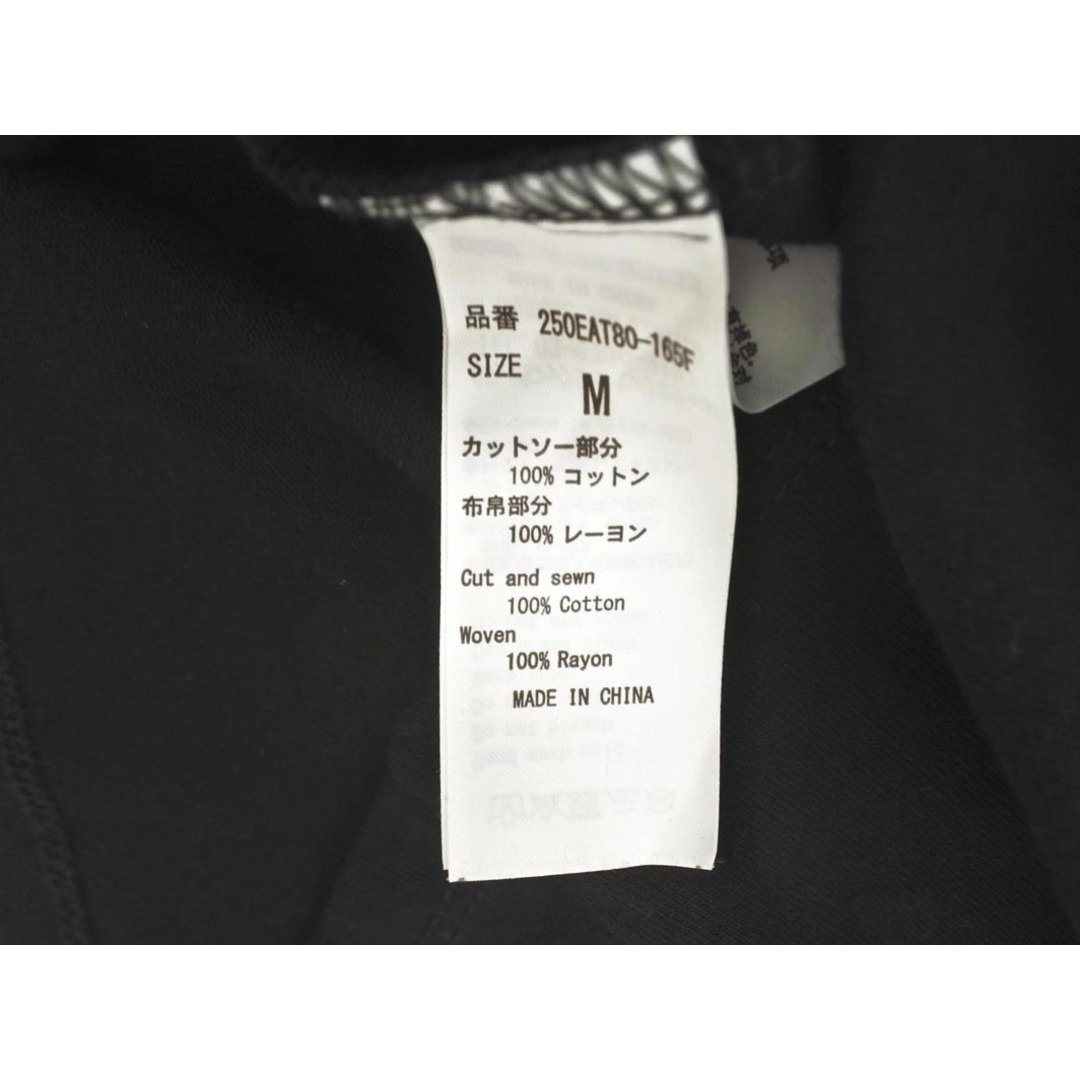 品番 250EAT80-165F
SIZE
M
カットソー部分
100% コットン
布帛部分
100% レーヨン
Cut and sewn
100% Cotton
Woven
100% Rayon
MADE IN CHINA